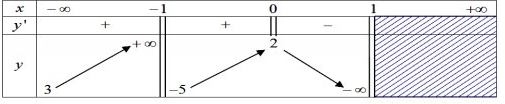 x −∞ −1 0 1 +∞
y' + + −
+∞ 2
y
3 −5 −∞